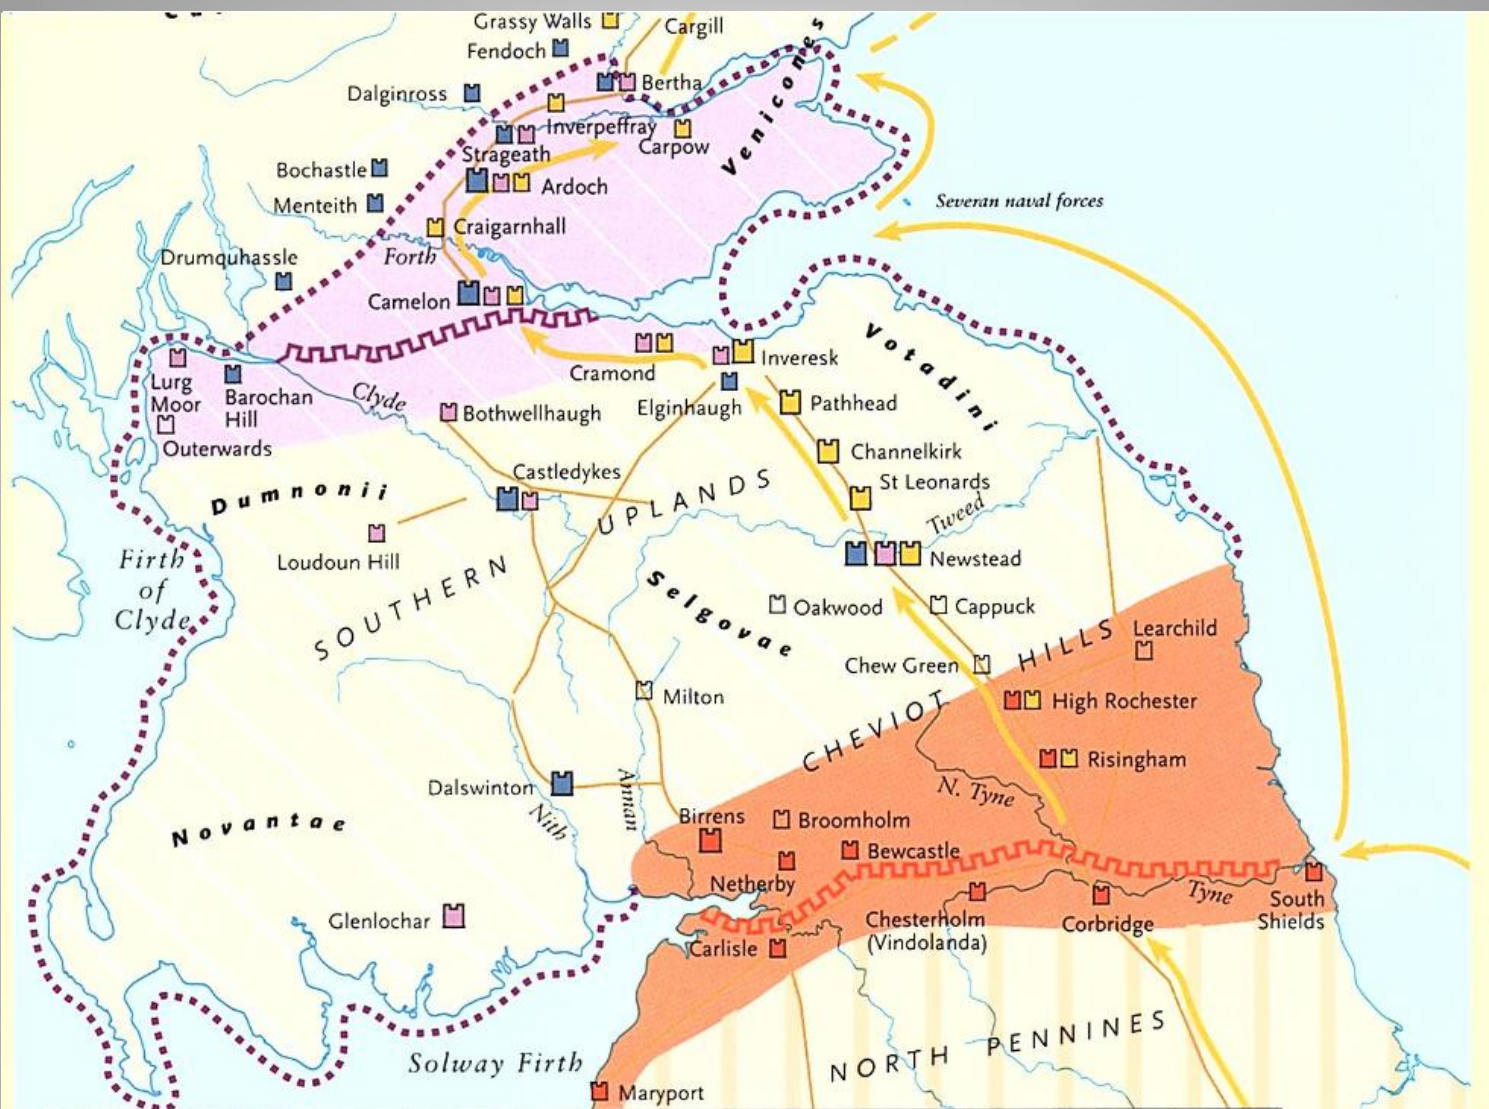 Grassy Walls
Cargill
Fendoch
Bertha
Dalginross
Inverpeffray
Carpow
Venicones
Strageath
Bochastle
Ardoch
Menteith
Severan naval forces
Craigarnhall
Forth
Drumquhassle
Camelon
Votadini
Cramond
Inveresk
Lurg
Moor
Barochan
Hill
Clyde
Elginhaugh
Pathhead
Bothwellhaugh
Outerwards
Channelkirk
Castledykes
St Leonards
Dumnonii
UPLANDS
Tweed
Loudoun Hill
Newstead
Firth
of
Clyde
SOUTHERN
Selgovae
Oakwood
Cappuck
Learchild
HILLS
Chew Green
Milton
High Rochester
CHEVIOT
Risingham
Dalswinton
Annan
N. Tyne
Nith
Birrens
Broomholm
Novantae
Bewcastle
Netherby
Tyne
South
Shields
Glenlochar
Chesterholm
(Vindolanda)
Corbridge
Carlisle
NORTH PENNINES
Solway Firth
Maryport